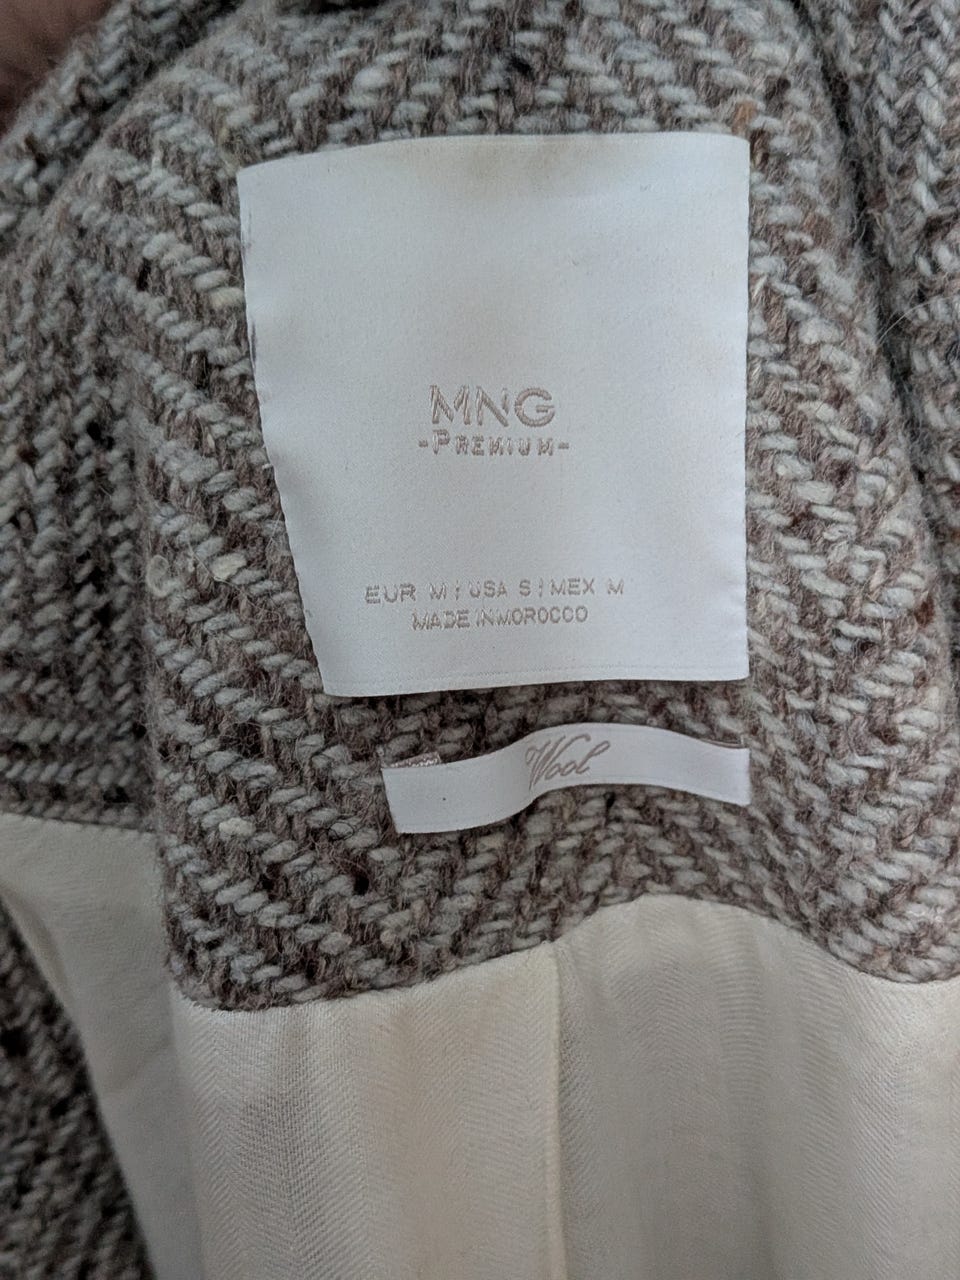 MNG
-PREMIUM-
EUR M | USA S | MEX M
MADE IN MOROCCO
Wool